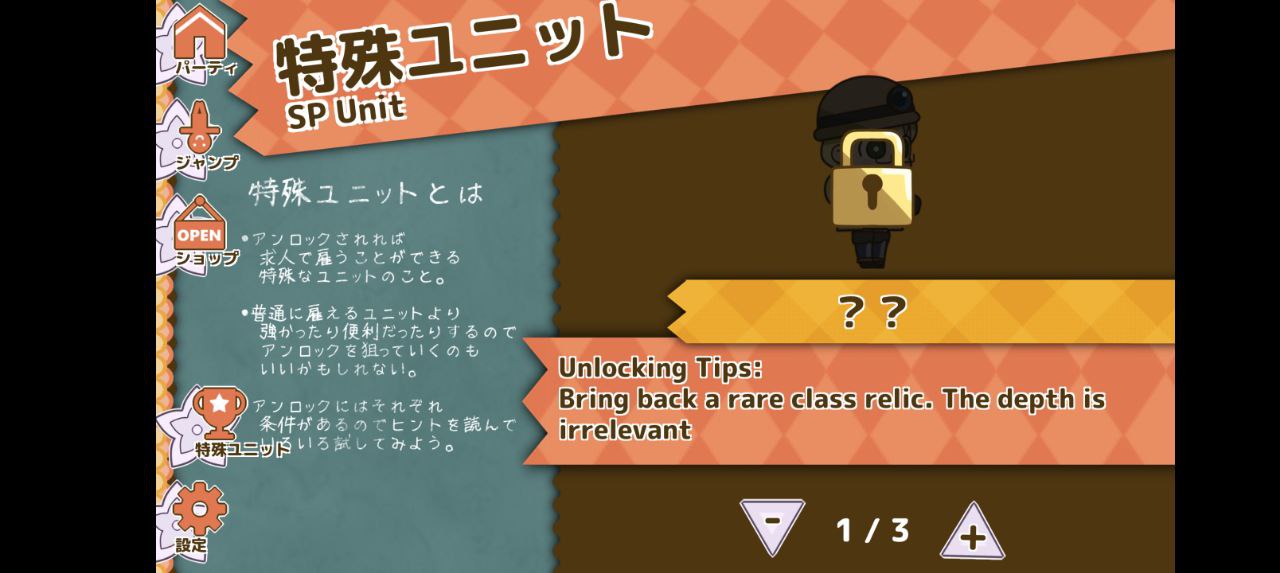 パーティ
特殊ユニット
SP Unit
ジャンプ
OPEN
ショップ
特殊ユニットとは
•アンロックされれば
求人で雇うことができる
特殊なユニットのこと。
•普通に雇えるユニットより
強かったり便利だったりするので
アンロックを狙っていくのも
いいかもしれない。
アンロックにはそれぞれ
条件があるのでヒントを読んで
いろいろ試してみよう。
特殊ユニット
設定
??
Unlocking Tips:
Bring back a rare class relic. The depth is
irrelevant
- 1 / 3 +